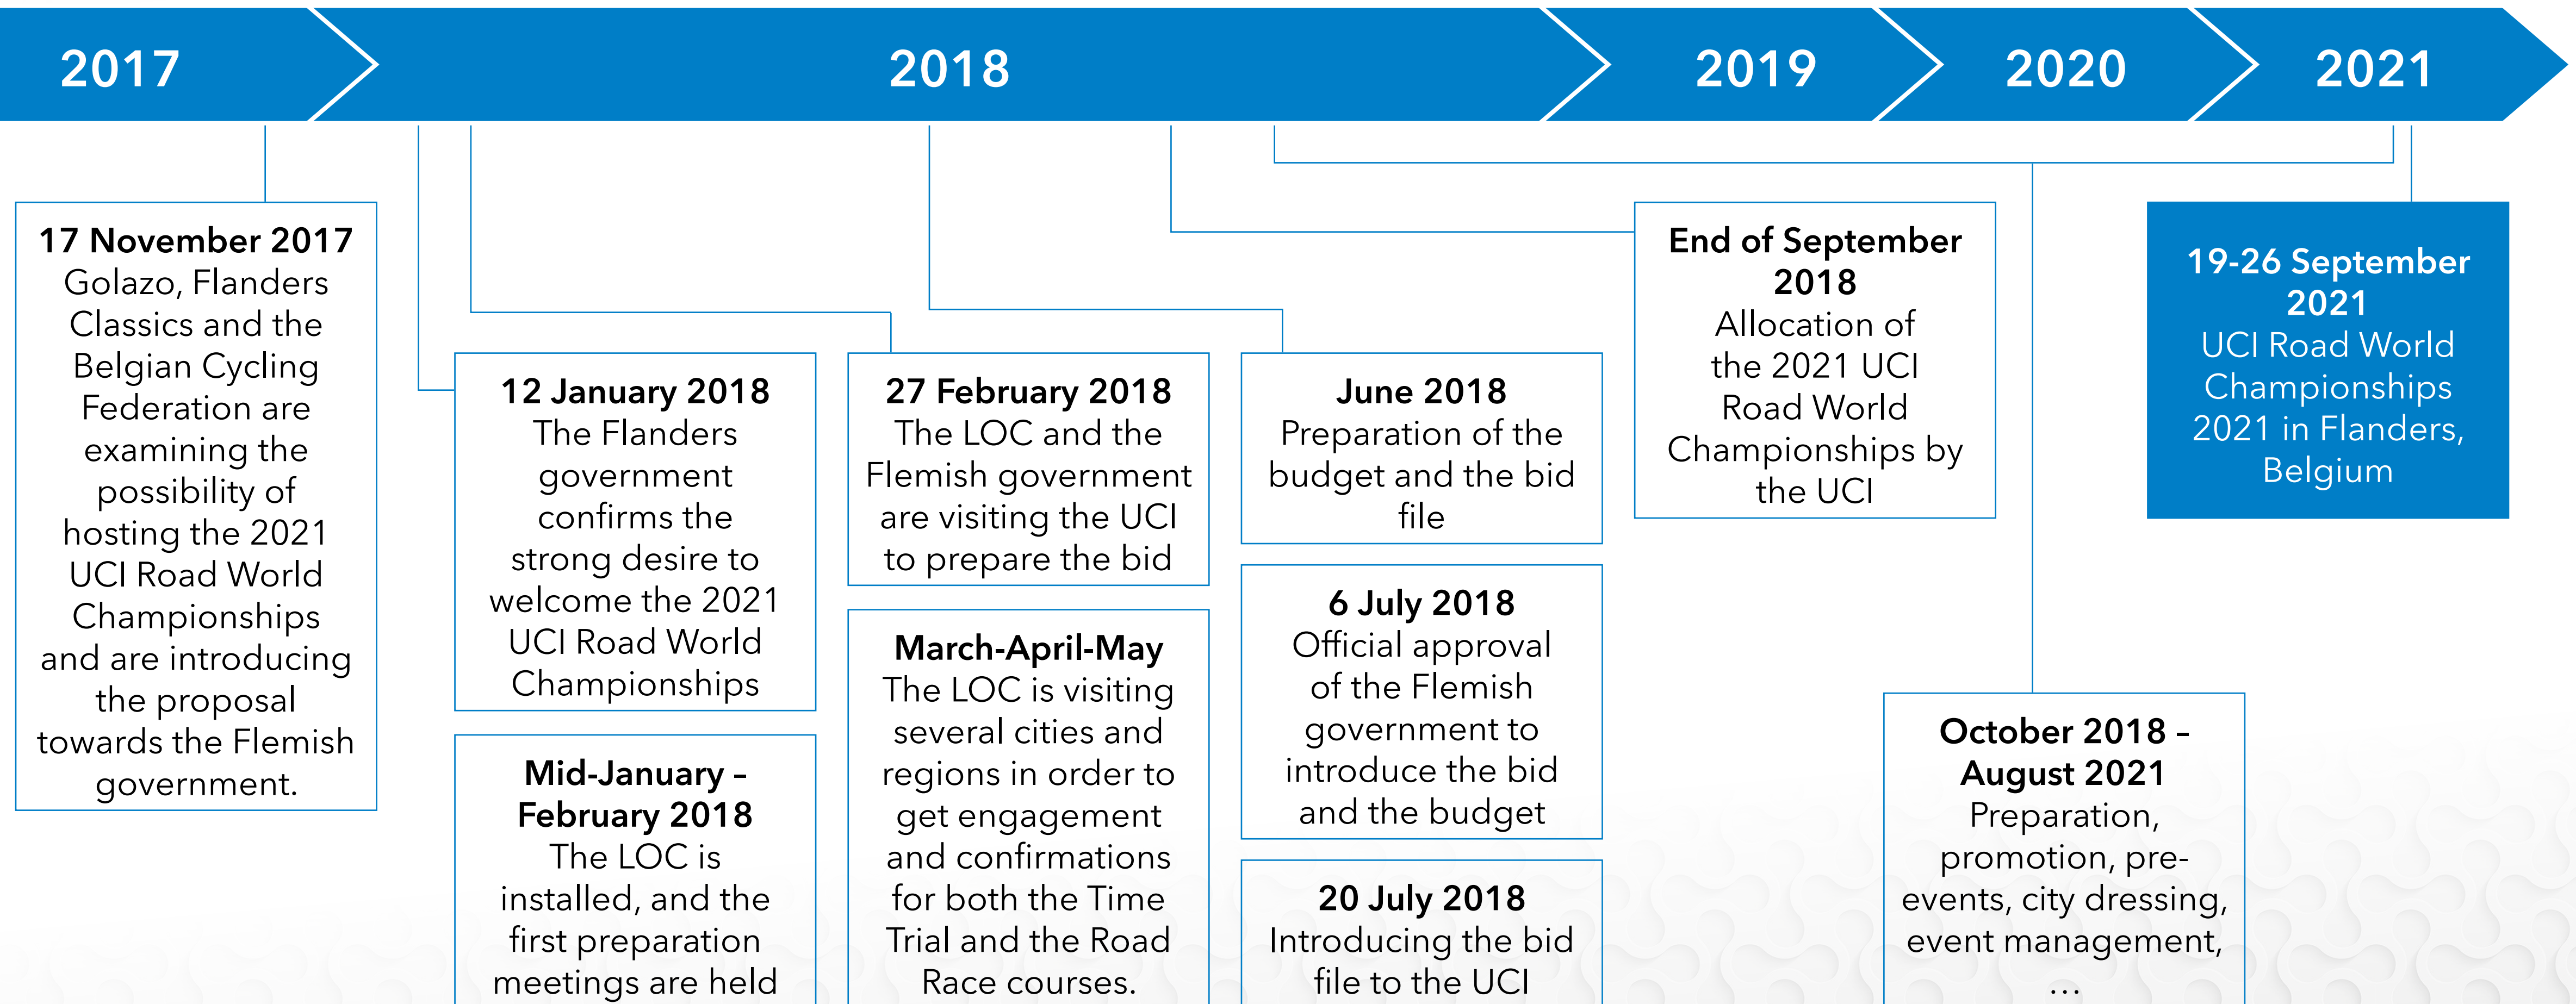 2017
2018
2019
2020
2021
17 November 2017
Golazo, Flanders
Classics and the
Belgian Cycling
Federation are
examining the
possibility of
hosting the 2021
UCI Road World
Championships
and are introducing
the proposal
towards the Flemish
government.
12 January 2018
The Flanders
government
confirms the
strong desire to
welcome the 2021
UCI Road World
Championships
Mid-January –
February 2018
The LOC is
installed, and the
first preparation
meetings are held
27 February 2018
The LOC and the
Flemish government
are visiting the UCI
to prepare the bid
March-April-May
The LOC is visiting
several cities and
regions in order to
get engagement
and confirmations
for both the Time
Trial and the Road
Race courses.
June 2018
Preparation of the
budget and the bid
file
6 July 2018
Official approval
of the Flemish
government to
introduce the bid
and the budget
20 July 2018
Introducing the bid
file to the UCI
End of September
2018
Allocation of
the 2021 UCI
Road World
Championships by
the UCI
October 2018 –
August 2021
Preparation,
promotion, pre-
events, city dressing,
event management,
...
19-26 September
2021
UCI Road World
Championships
2021 in Flanders,
Belgium